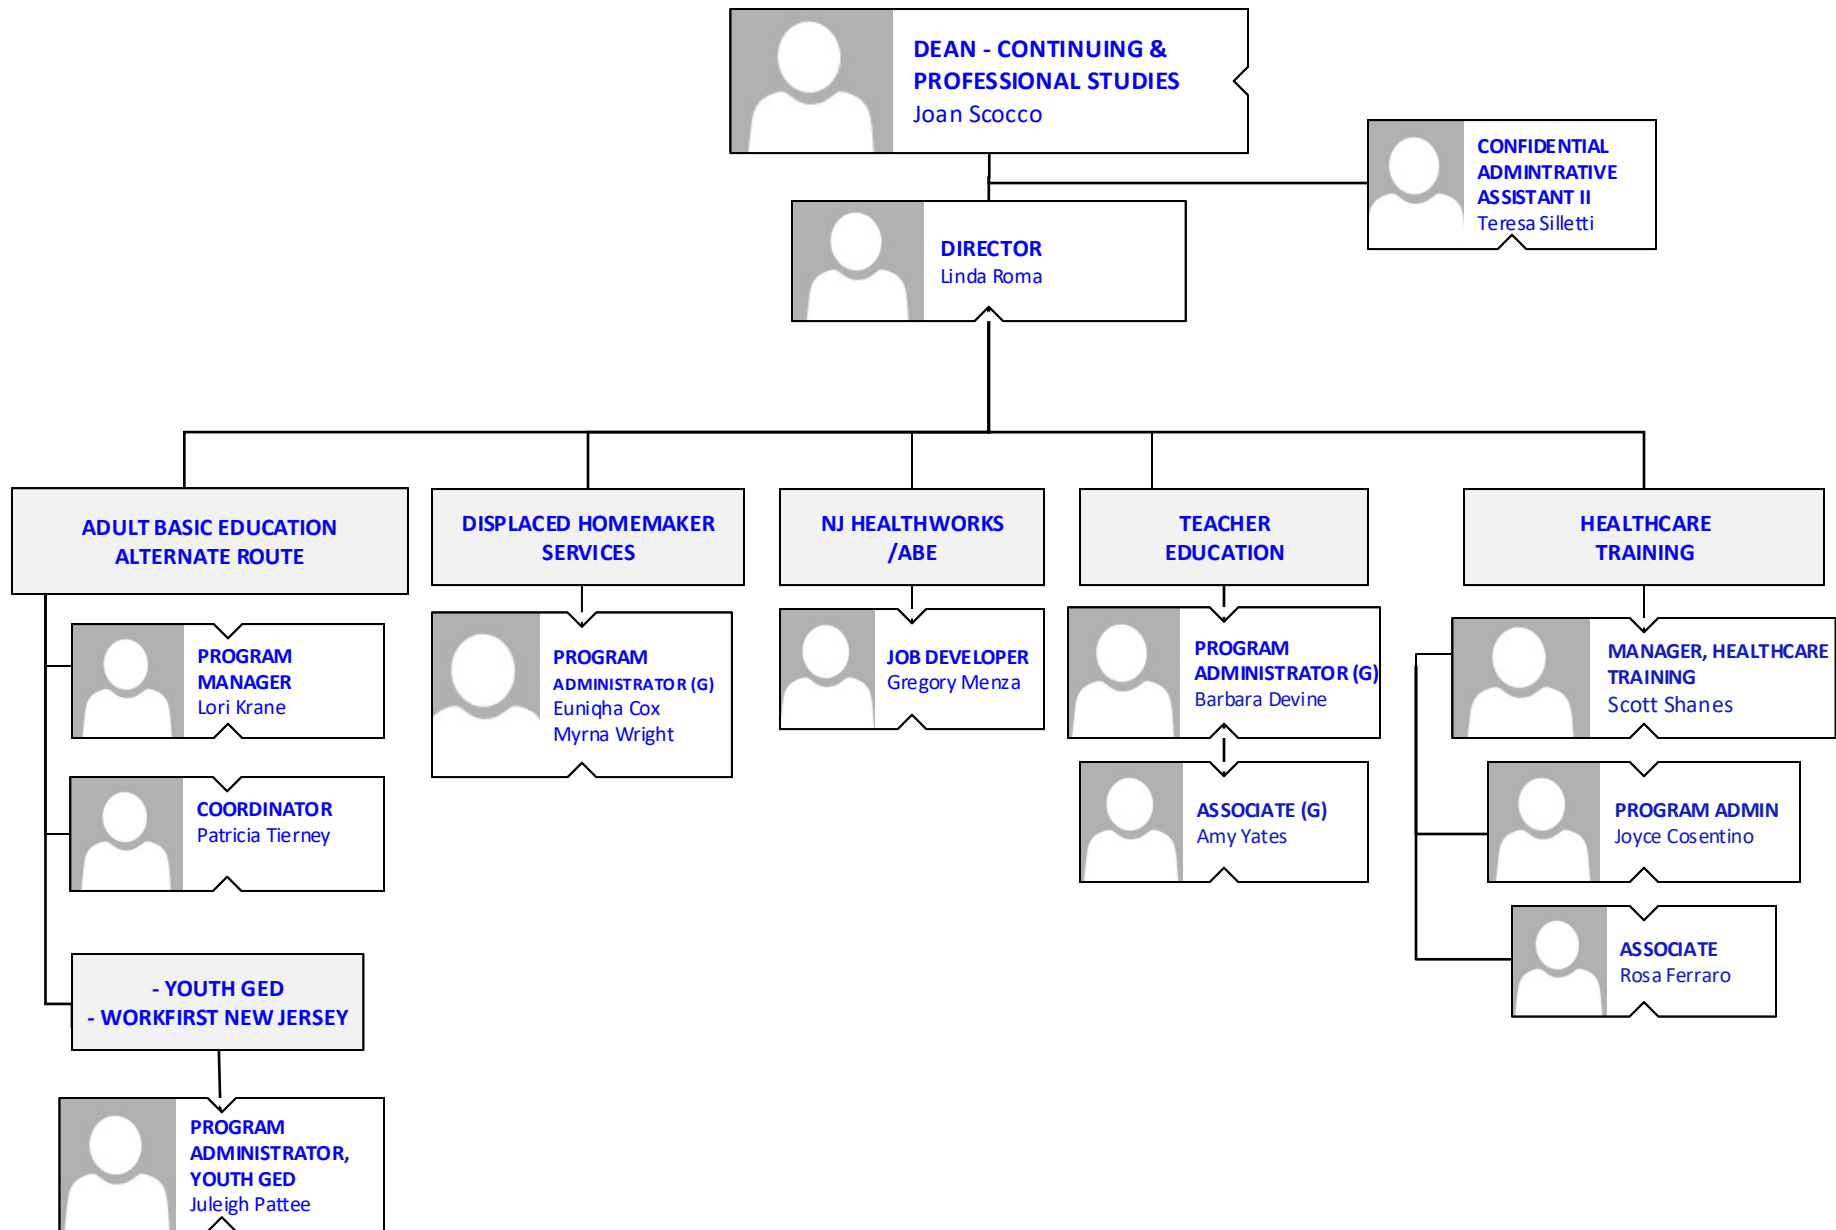 DEAN - CONTINUING &
PROFESSIONAL STUDIES
Joan Scocco
CONFIDENTIAL
ADMINTRATIVE
ASSISTANT II
Teresa Silletti
DIRECTOR
Linda Roma
ADULT BASIC EDUCATION
ALTERNATE ROUTE
DISPLACED HOMEMAKER
SERVICES
NJ HEALTHWORKS
/ABE
TEACHER
EDUCATION
HEALTHCARE
TRAINING
PROGRAM
MANAGER
Lori Krane
PROGRAM
ADMINISTRATOR (G)
Euniqha Cox
Myrna Wright
JOB DEVELOPER
Gregory Menza
PROGRAM
ADMINISTRATOR (G)
Barbara Devine
MANAGER, HEALTHCARE
TRAINING
Scott Shanes
COORDINATOR
Patricia Tierney
ASSOCIATE (G)
Amy Yates
PROGRAM ADMIN
Joyce Cosentino
ASSOCIATE
Rosa Ferraro
- YOUTH GED
- WORKFIRST NEW JERSEY
PROGRAM
ADMINISTRATOR,
YOUTH GED
Juleigh Pattee